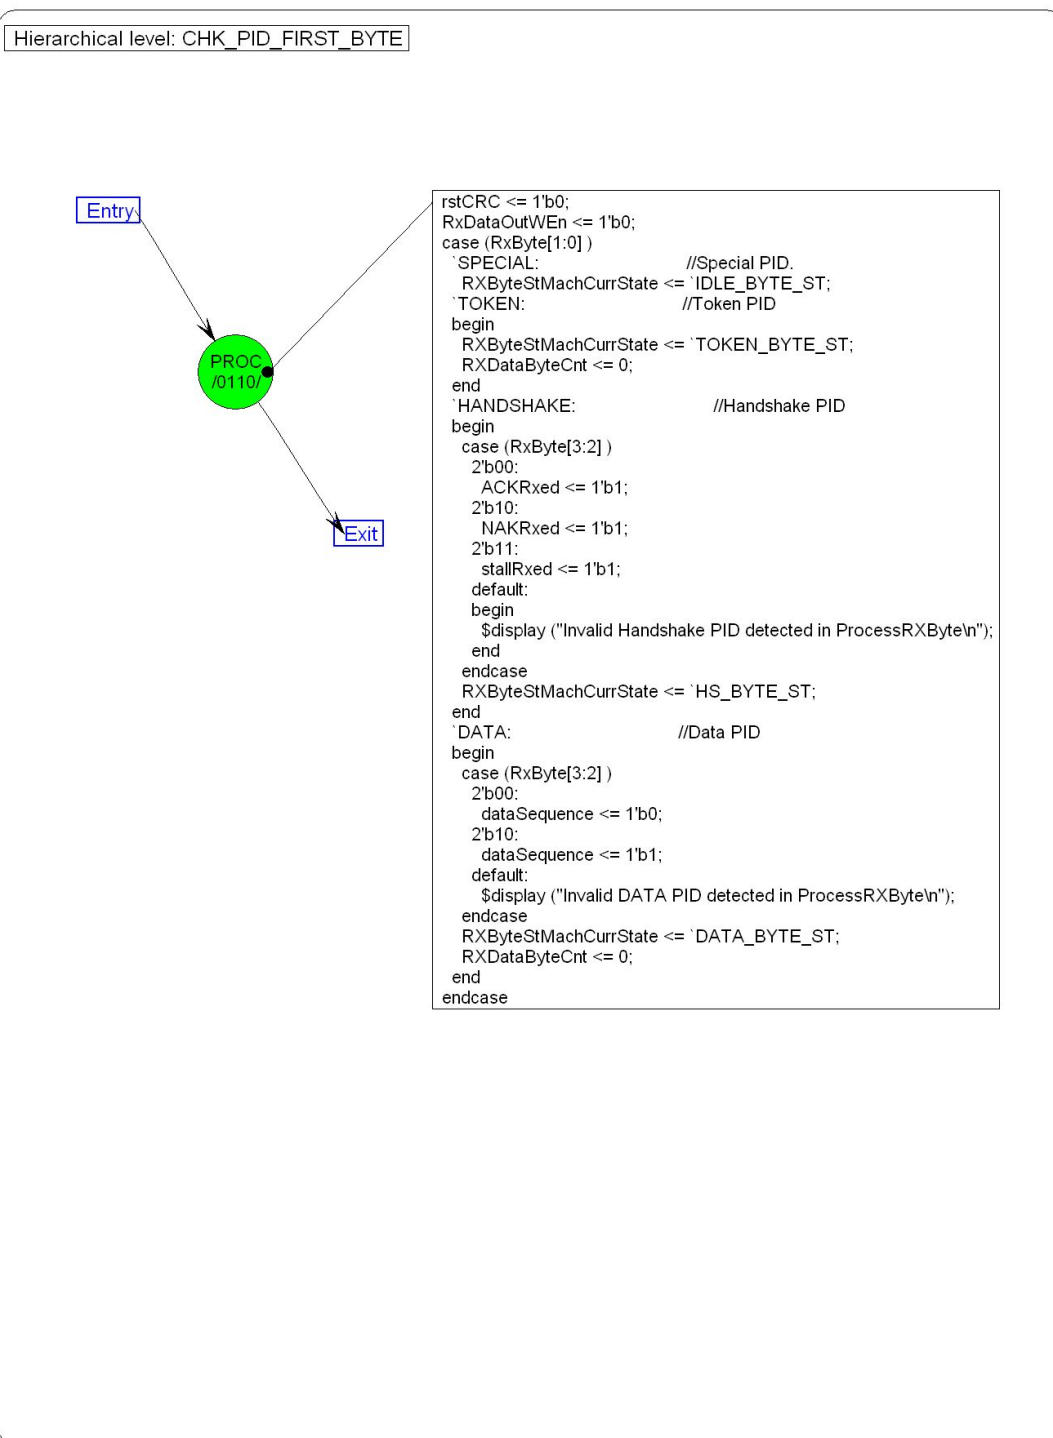 Hierarchical level: CHK_PID_FIRST_BYTE
Entry
PROC
/0110/
Exit
rstCRC <= 1'b0;
RxDataOutWEn <= 1'b0;
case (RxByte[1:0] )
  `SPECIAL:                              //Special PID.
    RXByteStMachCurrState <= `IDLE_BYTE_ST;
  `TOKEN:                                //Token PID
  begin
    RXByteStMachCurrState <= `TOKEN_BYTE_ST;
    RXDataByteCnt <= 0;
  end
  `HANDSHAKE:                            //Handshake PID
  begin
    case (RxByte[3:2] )
      2'b00:
        ACKRxed <= 1'b1;
      2'b10:
        NAKRxed <= 1'b1;
      2'b11:
        stallRxed <= 1'b1;
      default:
      begin
        $display ("Invalid Handshake PID detected in ProcessRXByte\n");
      end
    endcase
    RXByteStMachCurrState <= `HS_BYTE_ST;
  end
  `DATA:                                  //Data PID
  begin
    case (RxByte[3:2] )
      2'b00:
        dataSequence <= 1'b0;
      2'b10:
        dataSequence <= 1'b1;
      default:
        $display ("Invalid DATA PID detected in ProcessRXByte\n");
    endcase
    RXByteStMachCurrState <= `DATA_BYTE_ST;
    RXDataByteCnt <= 0;
  end
endcase